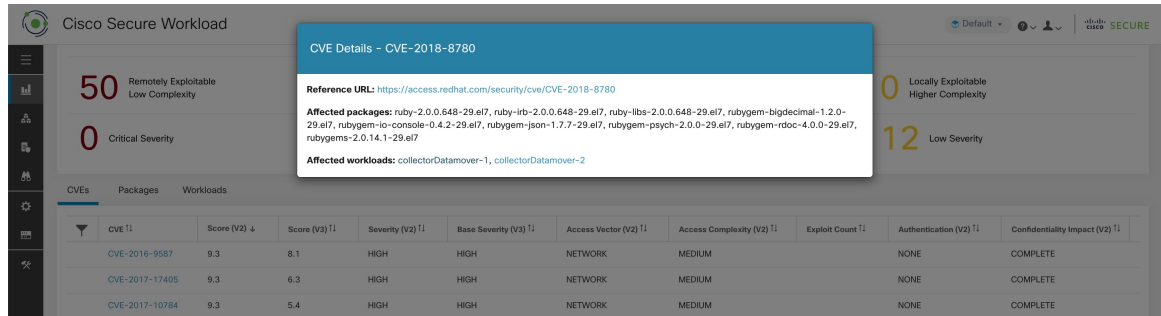 Cisco Secure Workload
Default
cisco SECURE
CVE Details - CVE-2018-8780
Reference URL: https://access.redhat.com/security/cve/CVE-2018-8780
Affected packages: ruby-2.0.0.648-29.el7, ruby-irb-2.0.0.648-29.el7, ruby-libs-2.0.0.648-29.el7, rubygem-bigdecimal-1.2.0-
29.el7, rubygem-io-console-0.4.2-29.el7, rubygem-json-1.7.7-29.el7, rubygem-psych-2.0.0-29.el7, rubygem-rdoc-4.0.0-29.el7,
rubygems-2.0.14.1-29.el7
Affected workloads: collectorDatamover-1, collectorDatamover-2
50 Remotely Exploitable
Low Complexity
0 Locally Exploitable
Higher Complexity
0 Critical Severity
12 Low Severity
CVEs Packages Workloads
CVE Score (V2) Score (V3) Severity (V2) Base Severity (V3) Access Vector (V2) Access Complexity (V2) Exploit Count Authentication (V2) Confidentiality Impact (V2)
CVE-2016-9587 9.3 8.1 HIGH HIGH NETWORK MEDIUM NONE COMPLETE
CVE-2017-17405 9.3 6.3 HIGH HIGH NETWORK MEDIUM NONE COMPLETE
CVE-2017-10784 9.3 5.4 HIGH HIGH NETWORK MEDIUM NONE COMPLETE